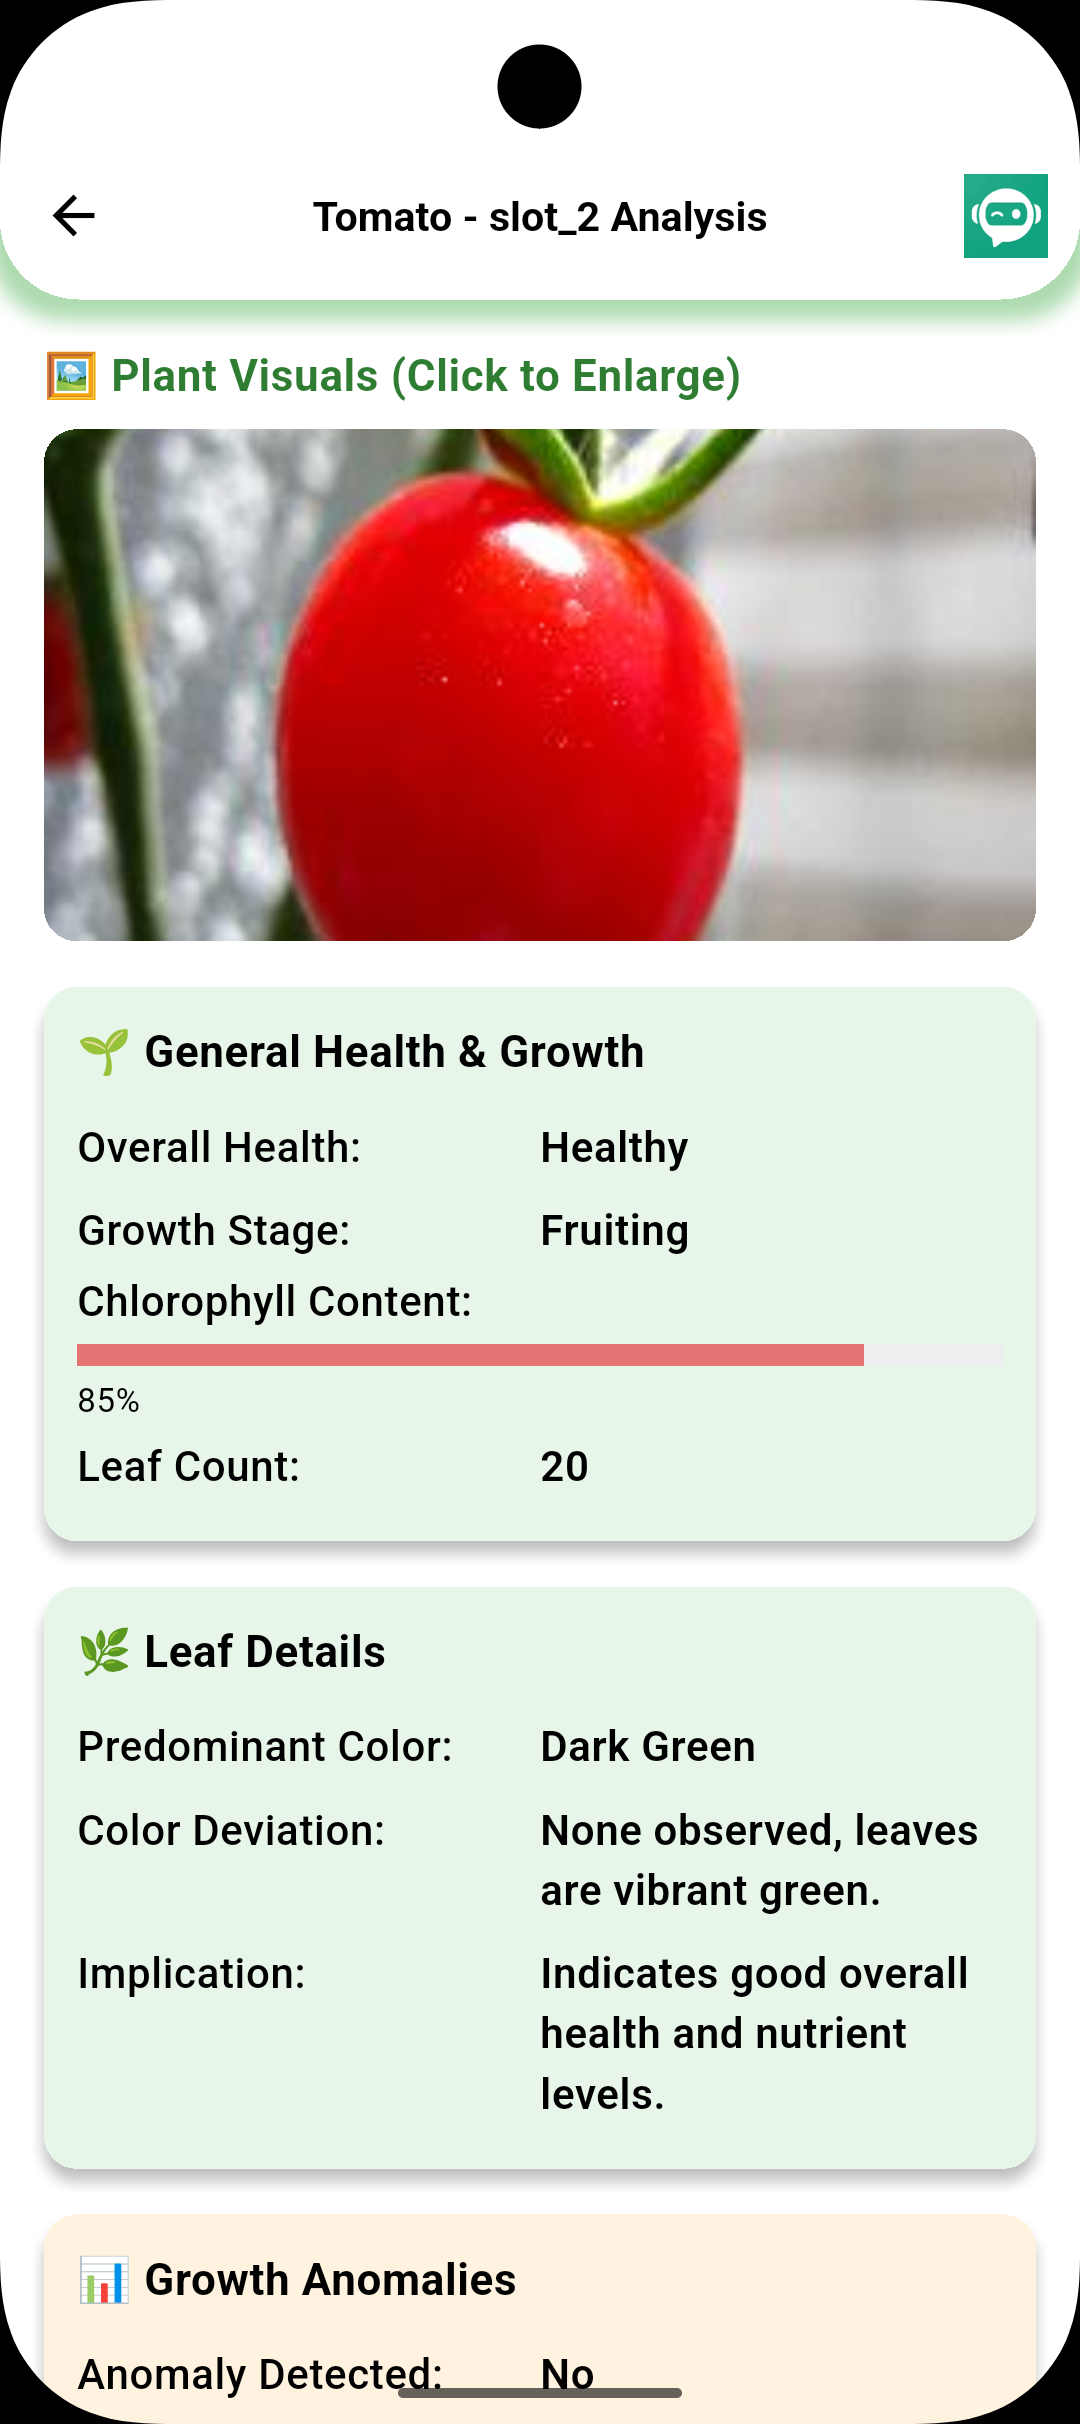 Tomato - slot_2 Analysis
🖼️ Plant Visuals (Click to Enlarge)
🌱 General Health & Growth
Overall Health: Healthy
Growth Stage: Fruiting
Chlorophyll Content:
85%
Leaf Count: 20
🌿 Leaf Details
Predominant Color: Dark Green
Color Deviation: None observed, leaves
are vibrant green.
Implication: Indicates good overall
health and nutrient
levels.
📊 Growth Anomalies
Anomaly Detected: No